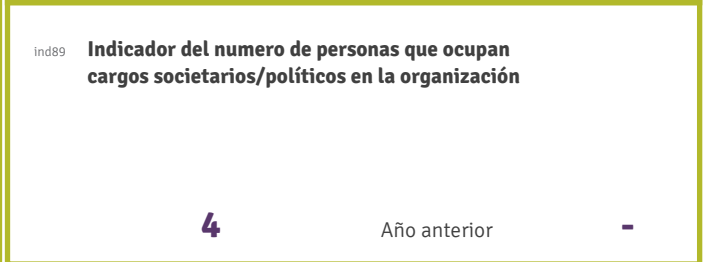 ind89 Indicador del numero de personas que ocupan
cargos societarios/políticos en la organización
4 Año anterior -